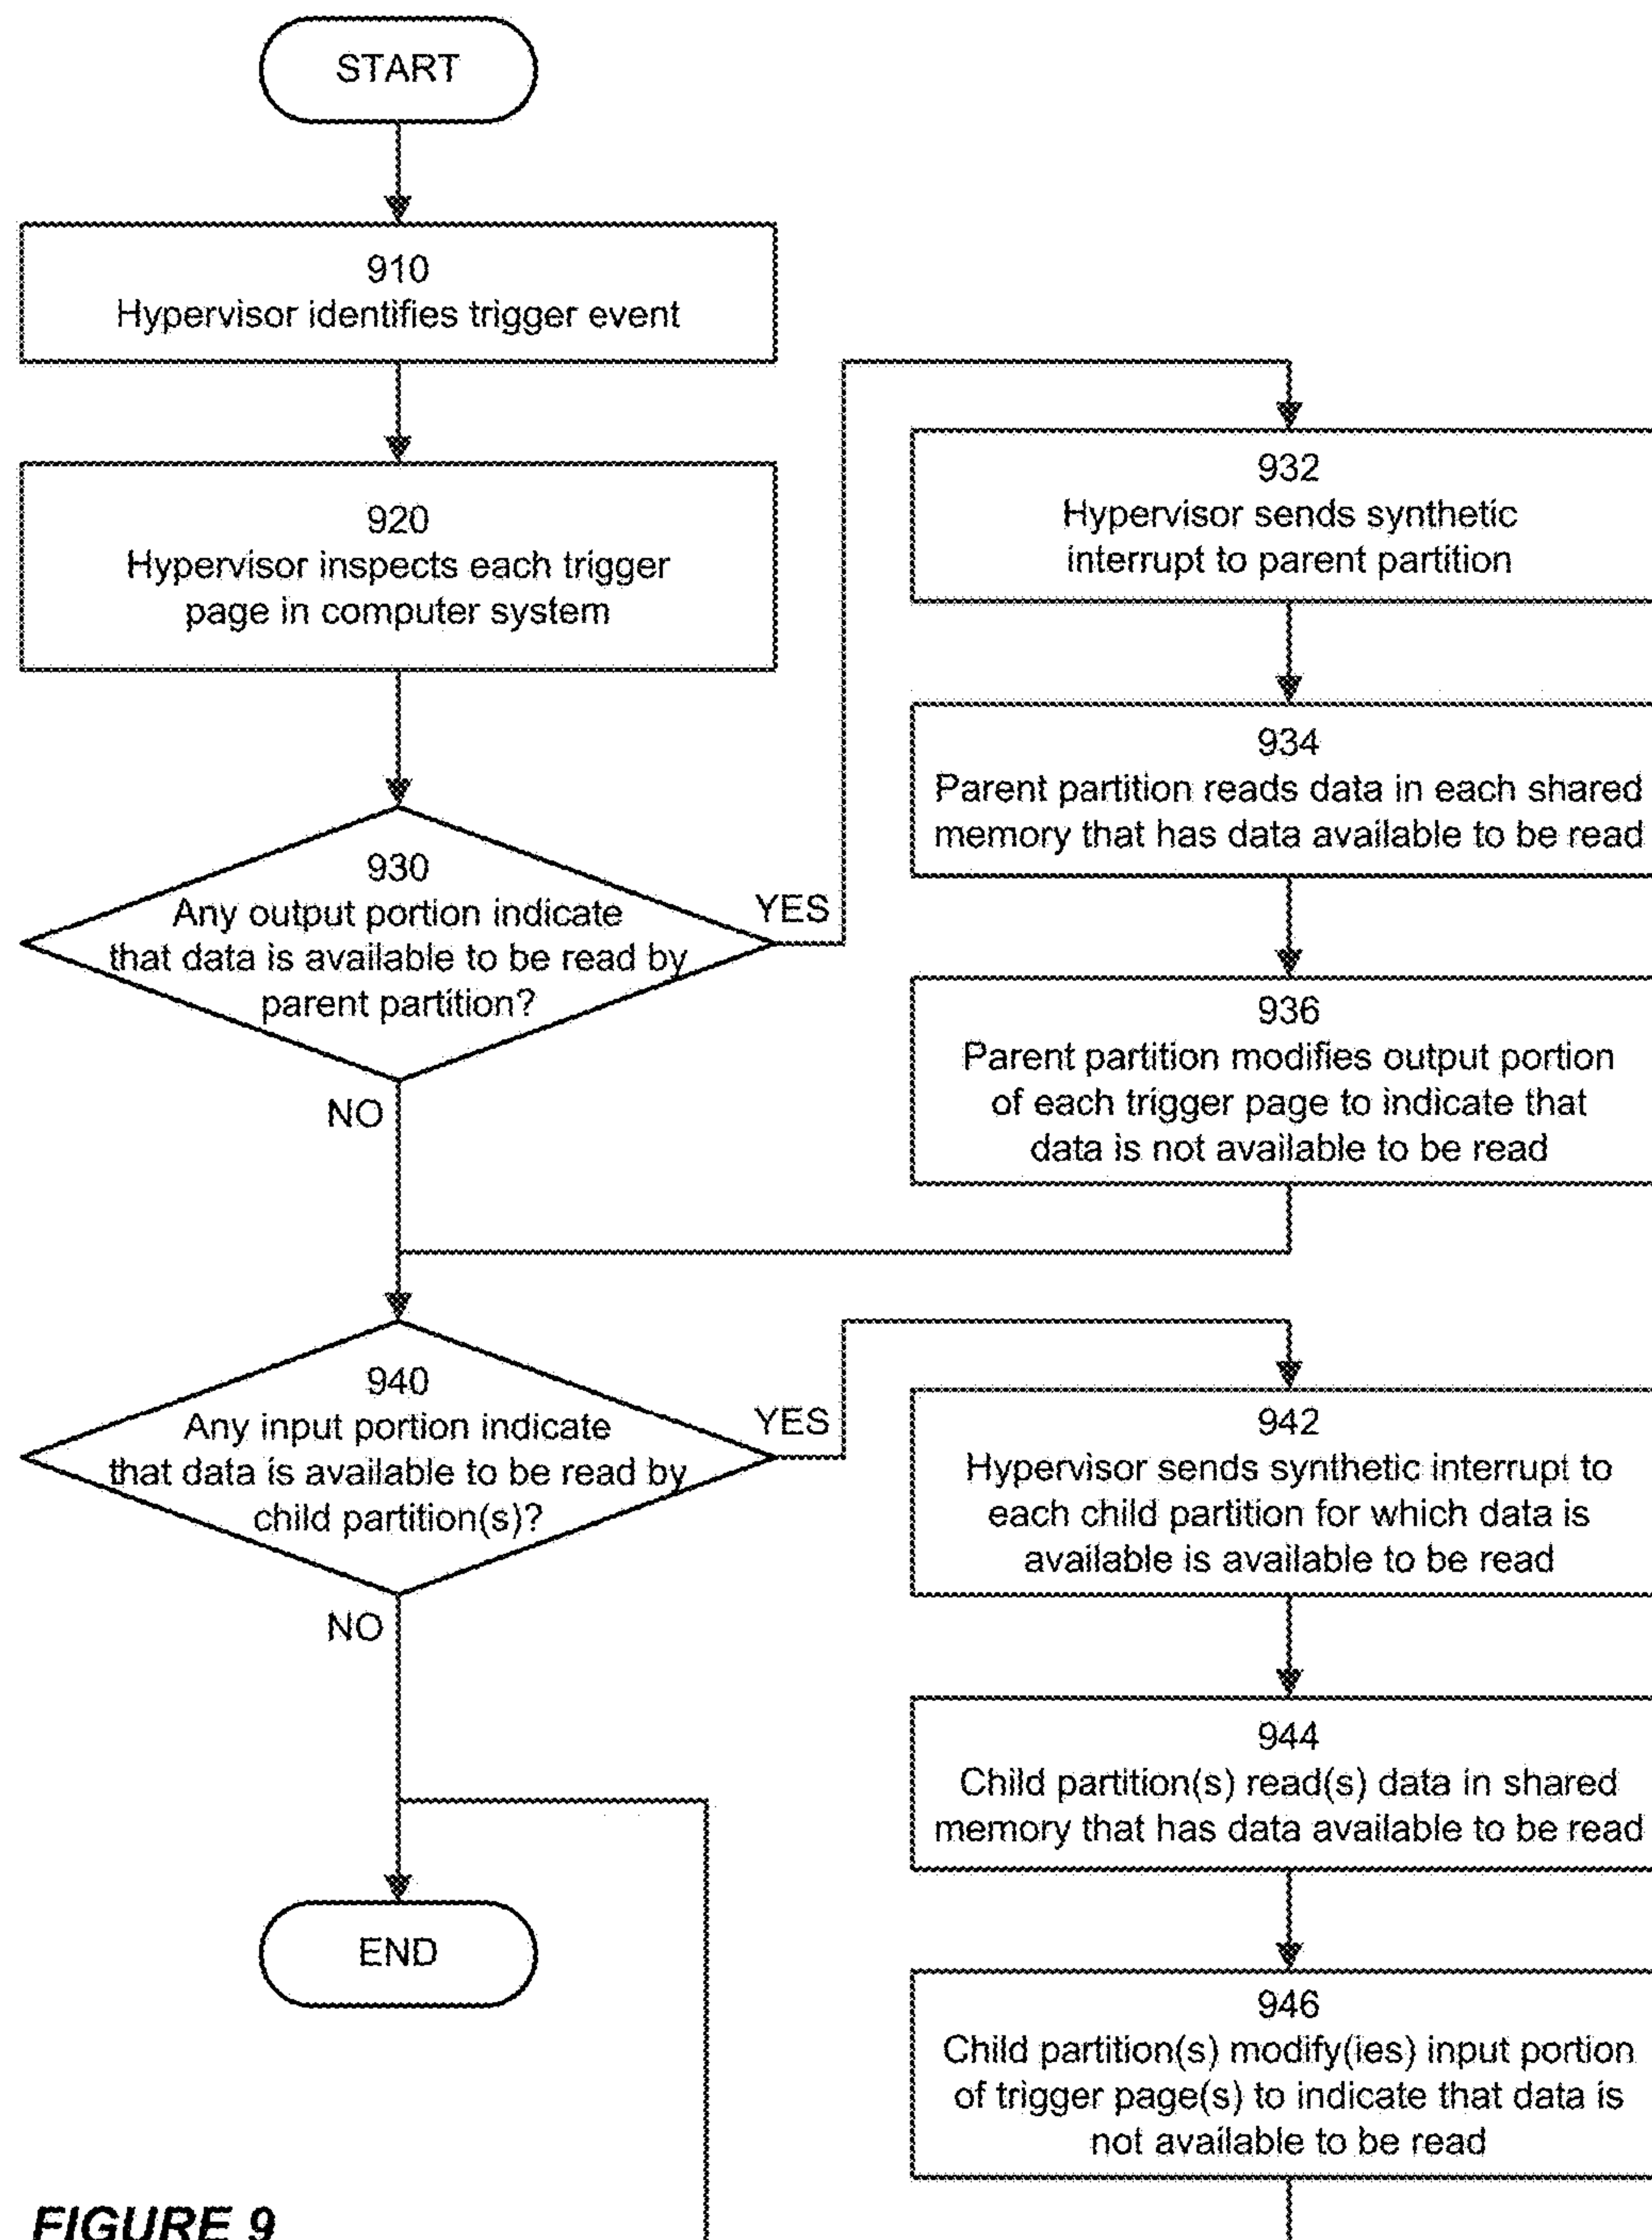 START
910
Hypervisor identifies trigger event
920
Hypervisor inspects each trigger
page in computer system
930
Any output portion indicate
that data is available to be read by
parent partition?
YES
NO
932
Hypervisor sends synthetic
interrupt to parent partition
934
Parent partition reads data in each shared
memory that has data available to be read
936
Parent partition modifies output portion
of each trigger page to indicate that
data is not available to be read
940
Any input portion indicate
that data is available to be read by
child partition(s)?
YES
NO
942
Hypervisor sends synthetic interrupt to
each child partition for which data is
available is available to be read
944
Child partition(s) read(s) data in shared
memory that has data available to be read
946
Child partition(s) modify(ies) input portion
of trigger page(s) to indicate that data is
not available to be read
END
FIGURE 9